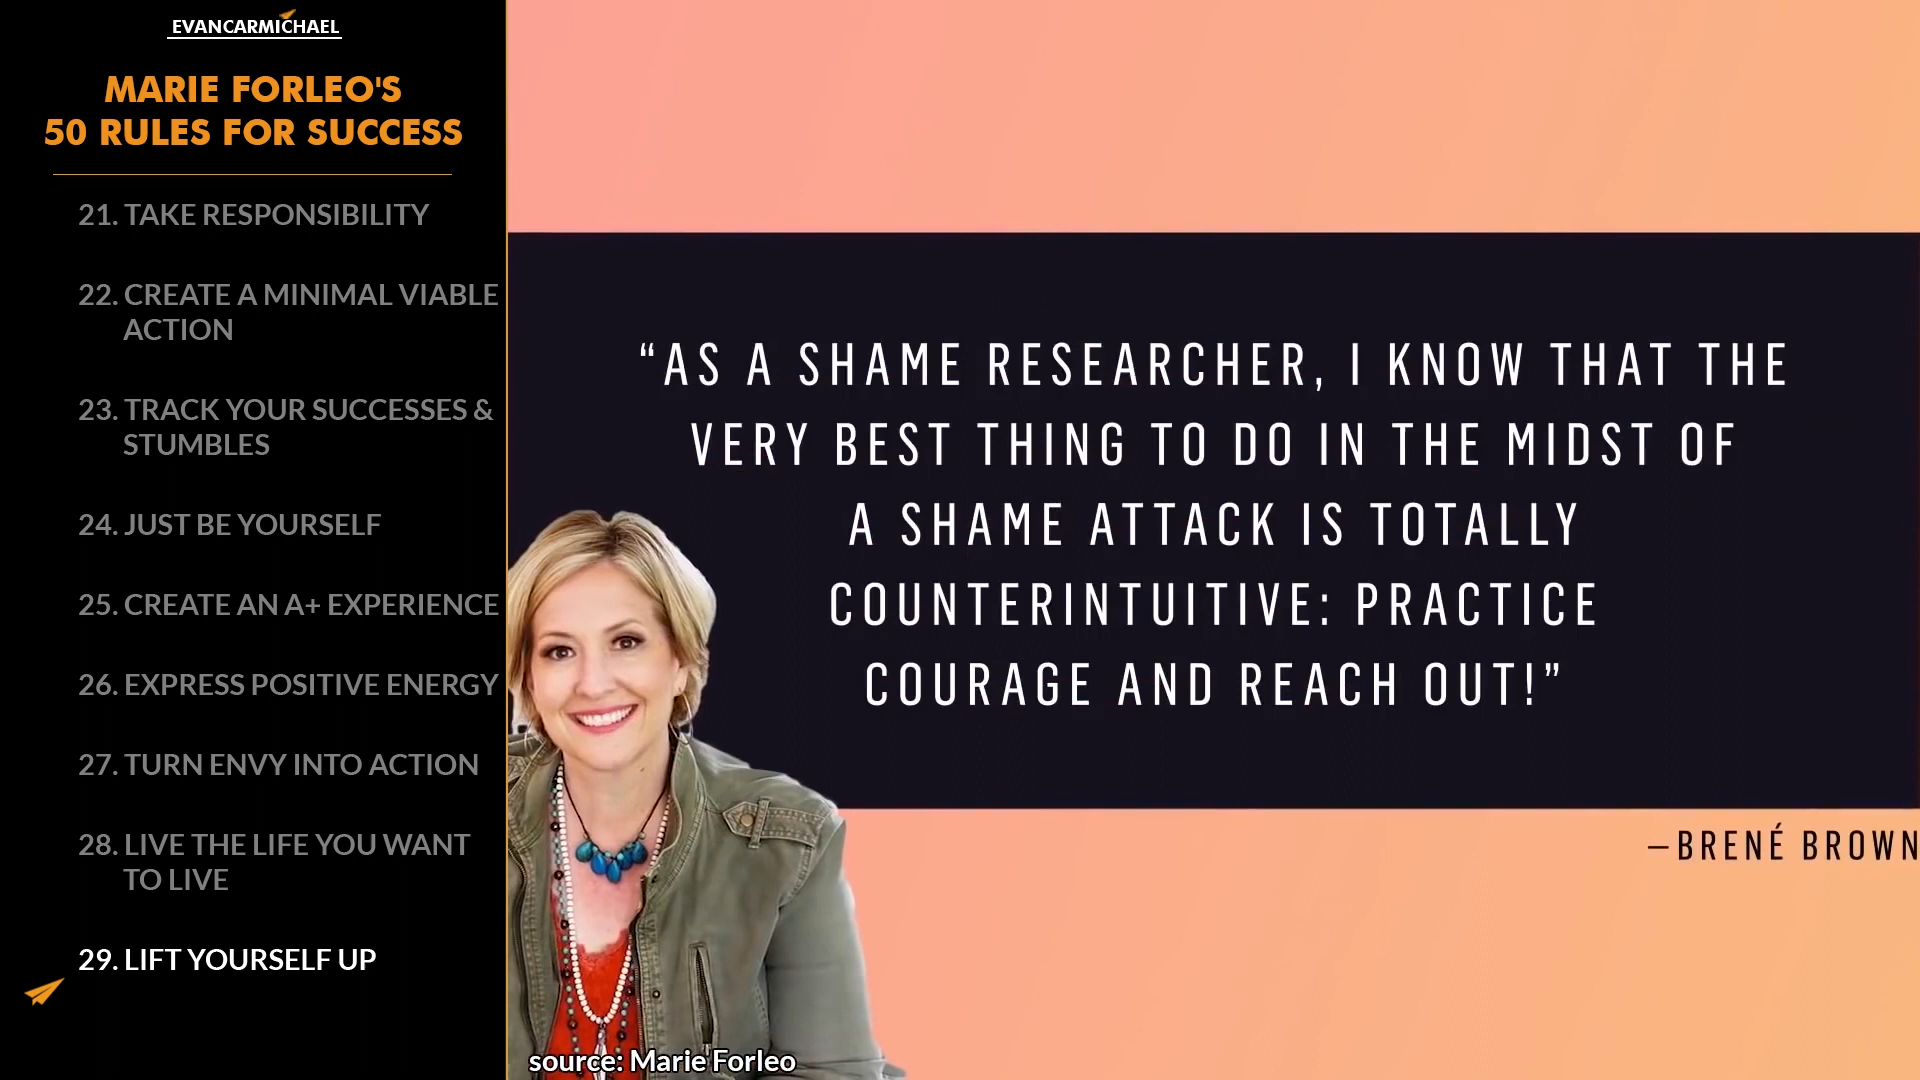 EVANCARMICHAEL
MARIE FORLEO'S
50 RULES FOR SUCCESS
21. TAKE RESPONSIBILITY
22. CREATE A MINIMAL VIABLE
ACTION
23. TRACK YOUR SUCCESSES &
STUMBLES
24. JUST BE YOURSELF
25. CREATE AN A+ EXPERIENCE
26. EXPRESS POSITIVE ENERGY
27. TURN ENVY INTO ACTION
28. LIVE THE LIFE YOU WANT
TO LIVE
29. LIFT YOURSELF UP
“AS A SHAME RESEARCHER, I KNOW THAT THE
VERY BEST THING TO DO IN THE MIDST OF
A SHAME ATTACK IS TOTALLY
COUNTERINTUITIVE: PRACTICE
COURAGE AND REACH OUT!”
–BRENÉ BROWN
source: Marie Forleo